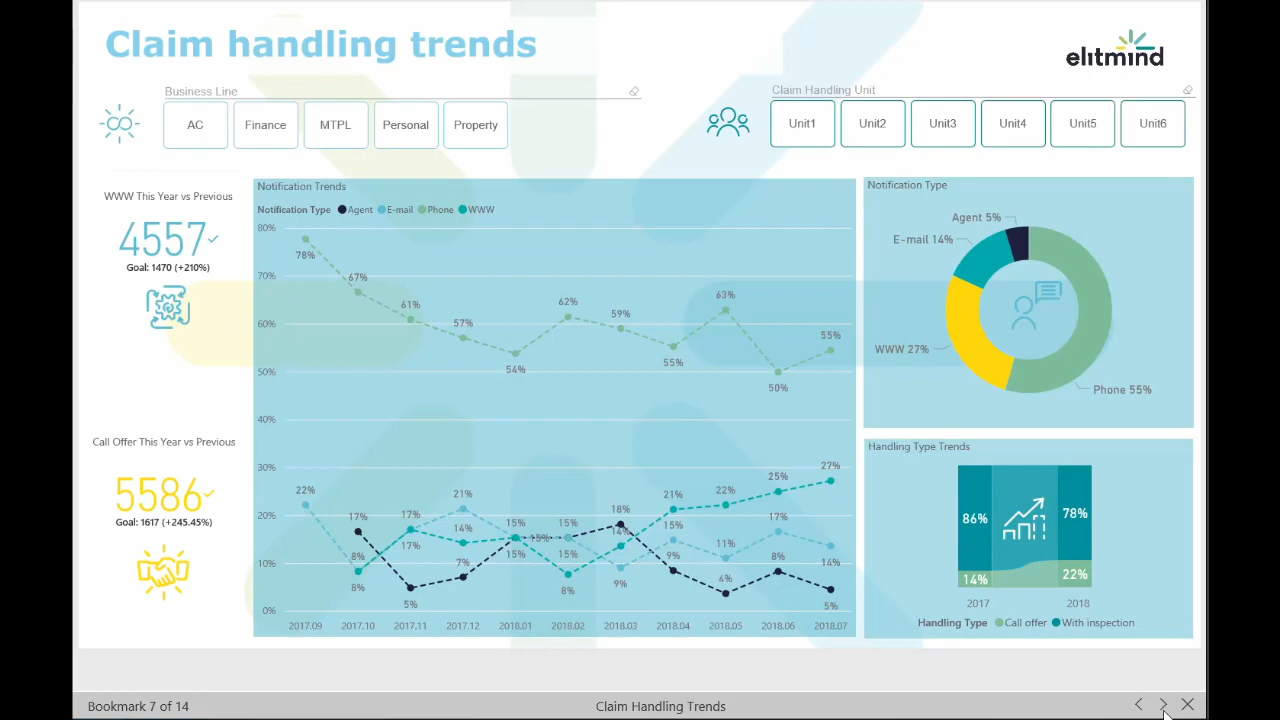 Claim handling trends
elitmind
Business Line
AC
Finance
MTPL
Personal
Property
Claim Handling Unit
Unit1
Unit2
Unit3
Unit4
Unit5
Unit6
WWW This Year vs Previous
4557
Goal: 1470 (+210%)
Call Offer This Year vs Previous
5586
Goal: 1617 (+245.45%)
Notification Trends
Notification Type Agent E-mail Phone WWW
80%
70%
60%
50%
40%
30%
20%
10%
0%
78%
67%
61%
57%
54%
62%
59%
55%
63%
50%
55%
22%
8%
17%
21%
15%
15%
9%
15%
11%
17%
14%
17%
5%
7%
15%
15%
18%
9%
4%
8%
5%
8%
17%
14%
15%
8%
14%
21%
22%
25%
27%
2017.09 2017.10 2017.11 2017.12 2018.01 2018.02 2018.03 2018.04 2018.05 2018.06 2018.07
Notification Type
Agent 5%
E-mail 14%
WWW 27%
Phone 55%
Handling Type Trends
86%
78%
14%
22%
2017 2018
Handling Type Call offer With inspection
Bookmark 7 of 14
Claim Handling Trends